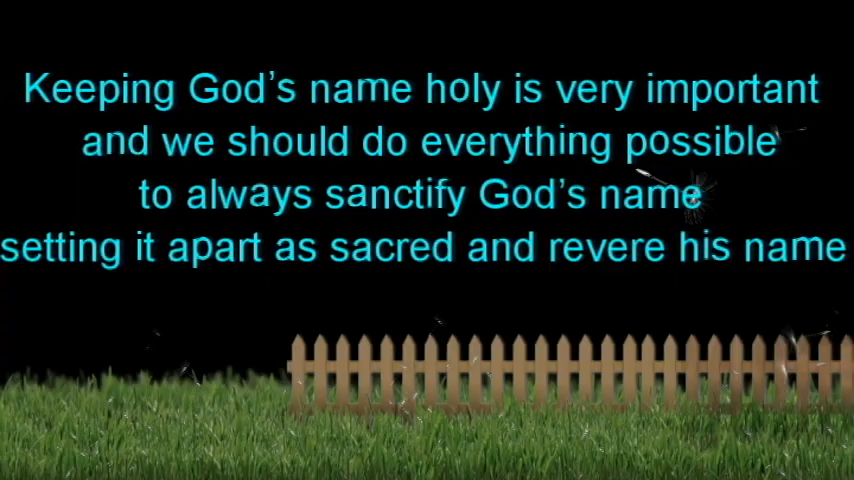 Keeping God’s name holy is very important
and we should do everything possible
to always sanctify God’s name
setting it apart as sacred and revere his name